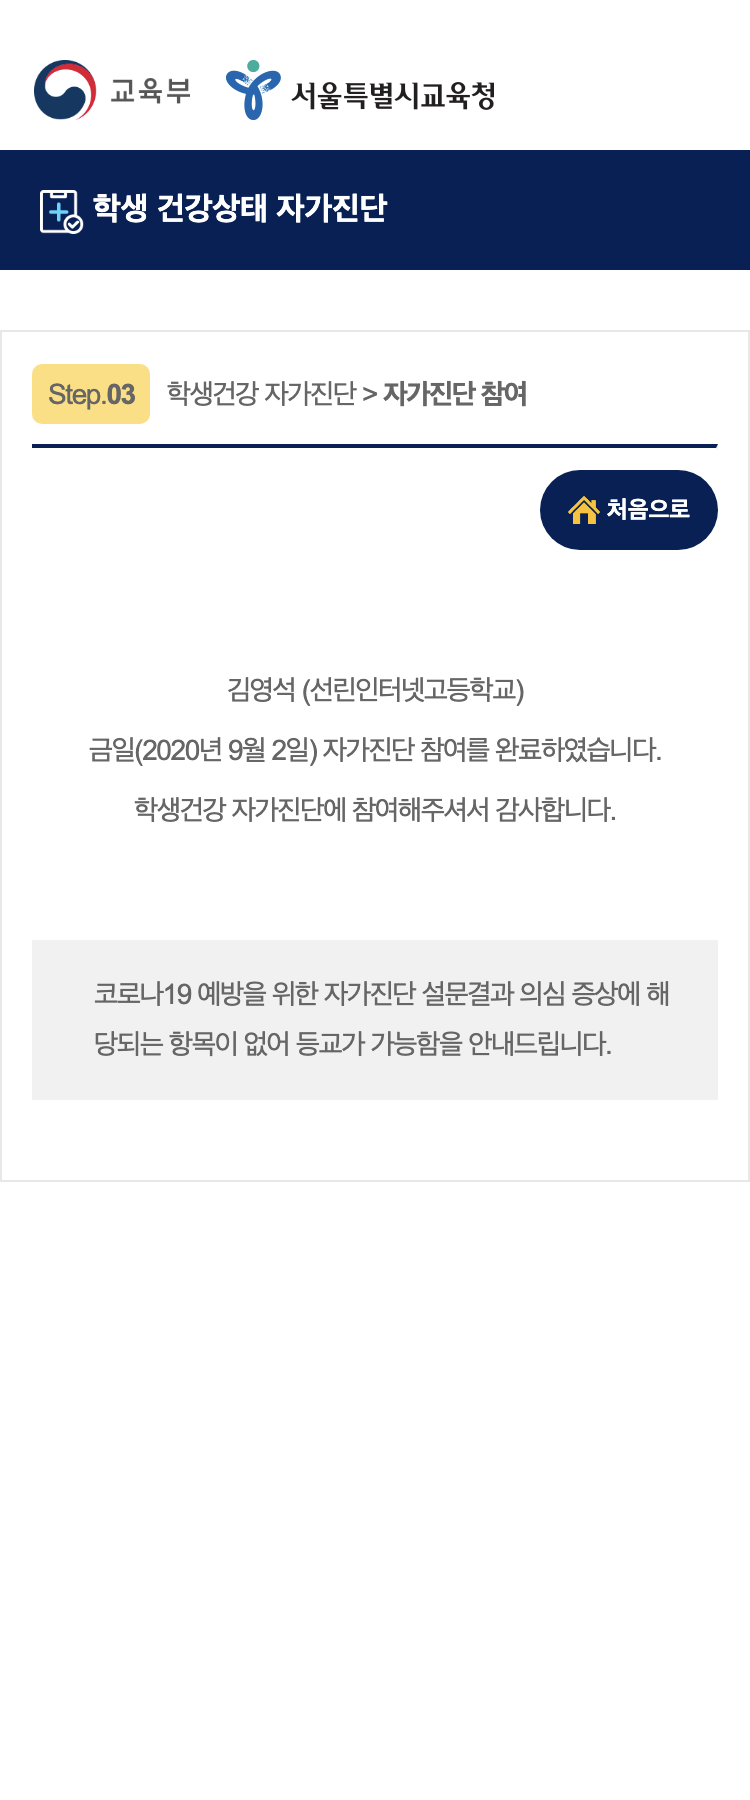 교육부 서울특별시교육청
학생 건강상태 자가진단
Step.03 학생건강 자가진단 > 자가진단 참여
처음으로
김영석 (선린인터넷고등학교)
금일(2020년 9월 2일) 자가진단 참여를 완료하였습니다.
학생건강 자가진단에 참여해주셔서 감사합니다.
코로나19 예방을 위한 자가진단 설문결과 의심 증상에 해
당되는 항목이 없어 등교가 가능함을 안내드립니다.